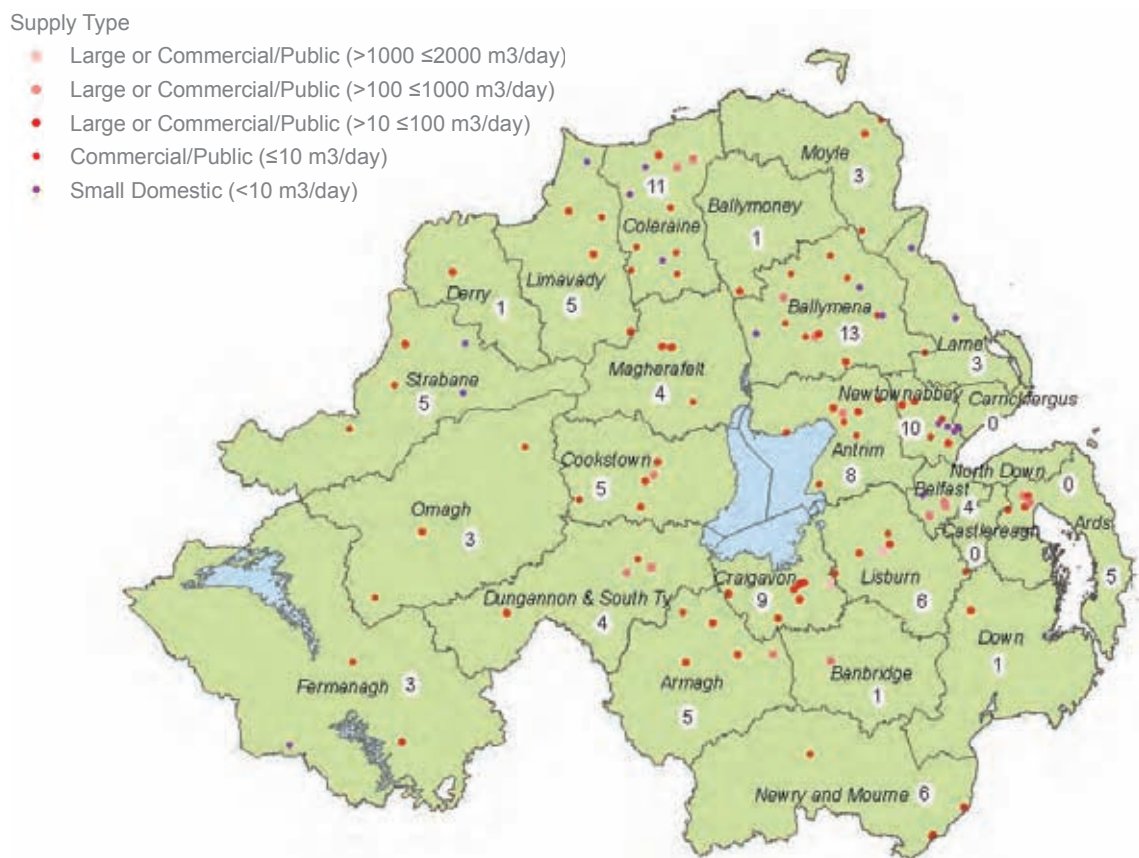 Supply Type
Large or Commercial/Public (>1000 ≤2000 m3/day)
Large or Commercial/Public (>100 ≤1000 m3/day)
Large or Commercial/Public (>10 ≤100 m3/day)
Commercial/Public (≤10 m3/day)
Small Domestic (<10 m3/day)
Moyle
3
11
Coleraine
Ballymoney
1
Limavady
5
Derry
1
Ballymena
13
Larne
3
Magherafelt
4
Strabane
5
Newtownabbey
10
Carrickfergus
0
Antrim
8
Cookstown
5
North Down
0
Belfast
4
Castlereagh
0
Ards
5
Omagh
3
Craigavon
9
Lisburn
6
Dungannon & South Ty
4
Down
1
Fermanagh
3
Armagh
5
Banbridge
1
Newry and Mourne
6